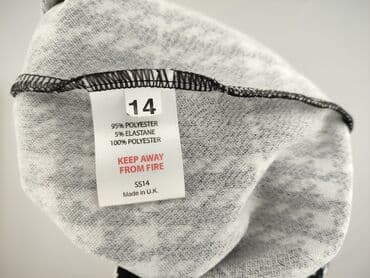 14
95% POLYESTER
5% ELASTANE
100% POLYESTER
KEEP AWAY
FROM FIRE
SS14
Made in U.K.